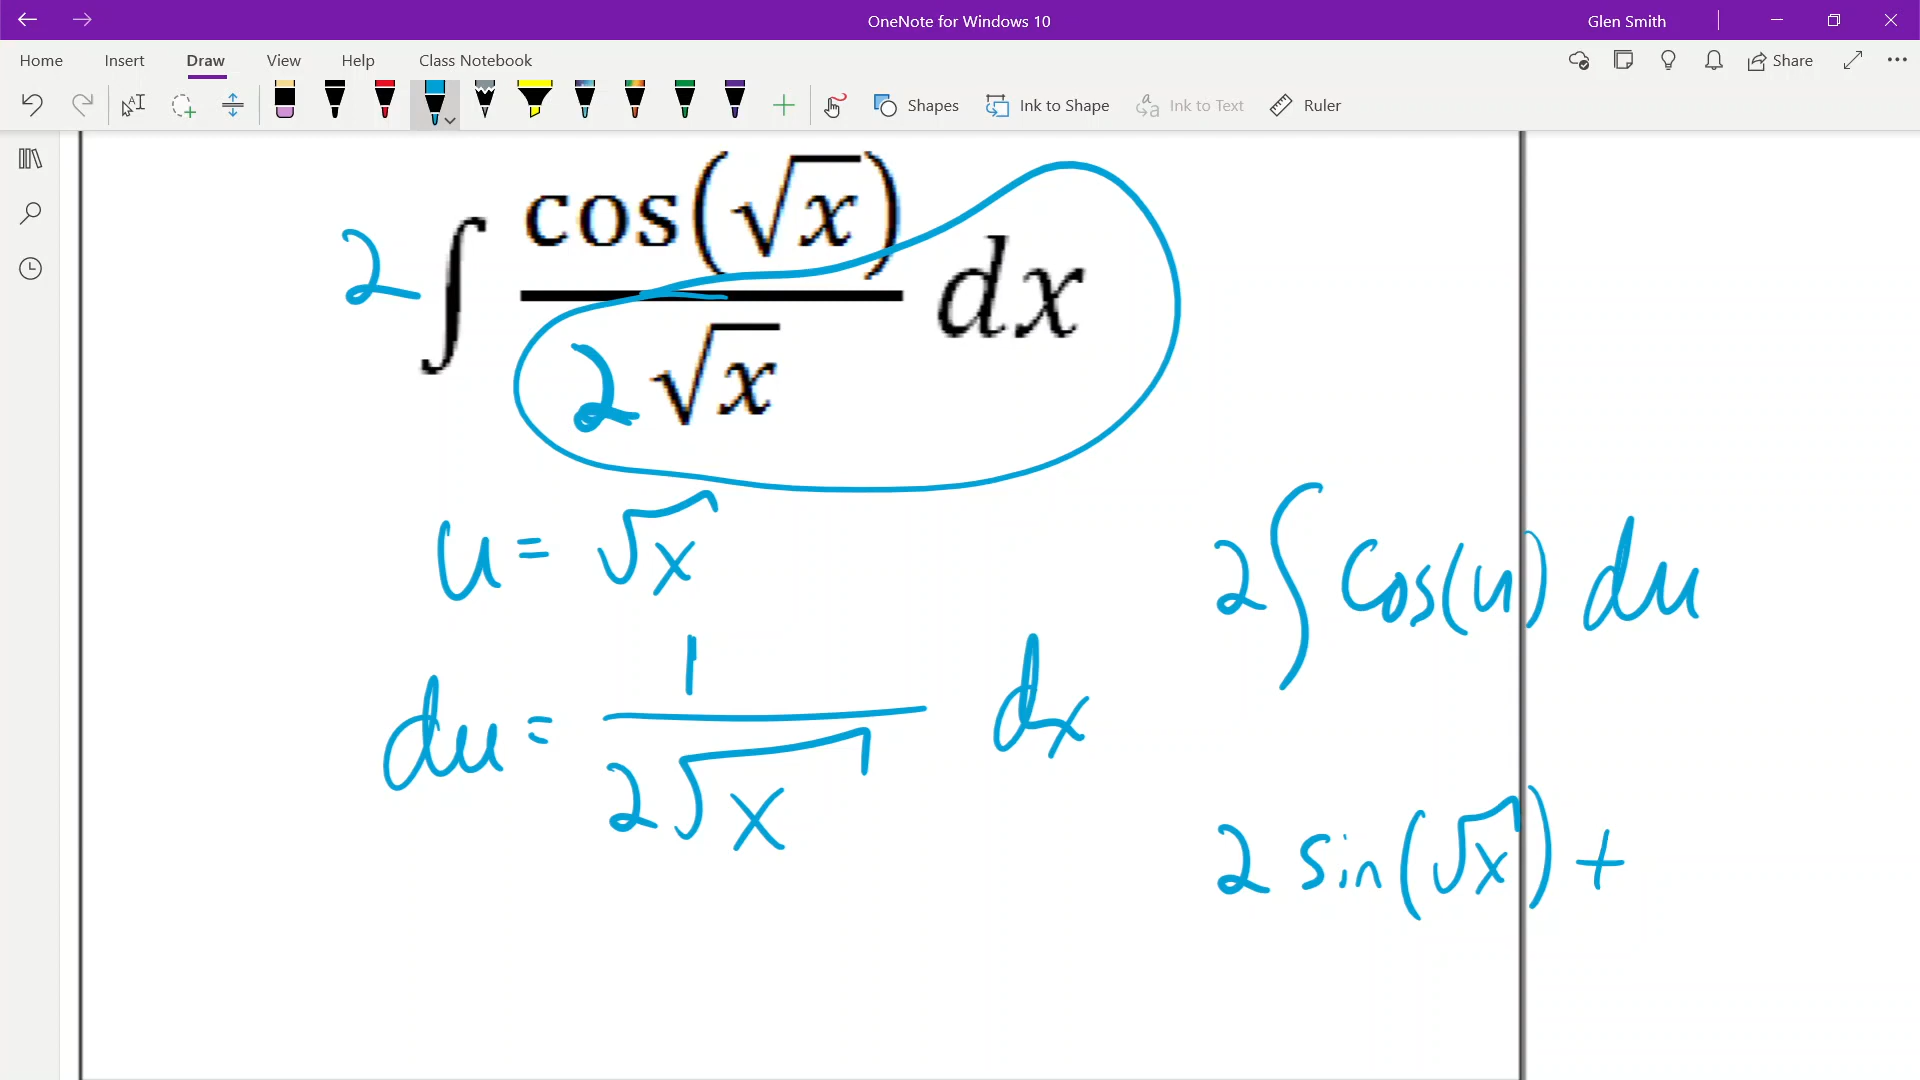 OneNote for Windows 10
Glen Smith
Home Insert Draw View Help Class Notebook
Share
Shapes Ink to Shape Ink to Text Ruler
2∫ cos(√x) / 2√x dx
u = √x
2∫ cos(u) du
du = 1 / 2√x dx
2 sin(√x) +